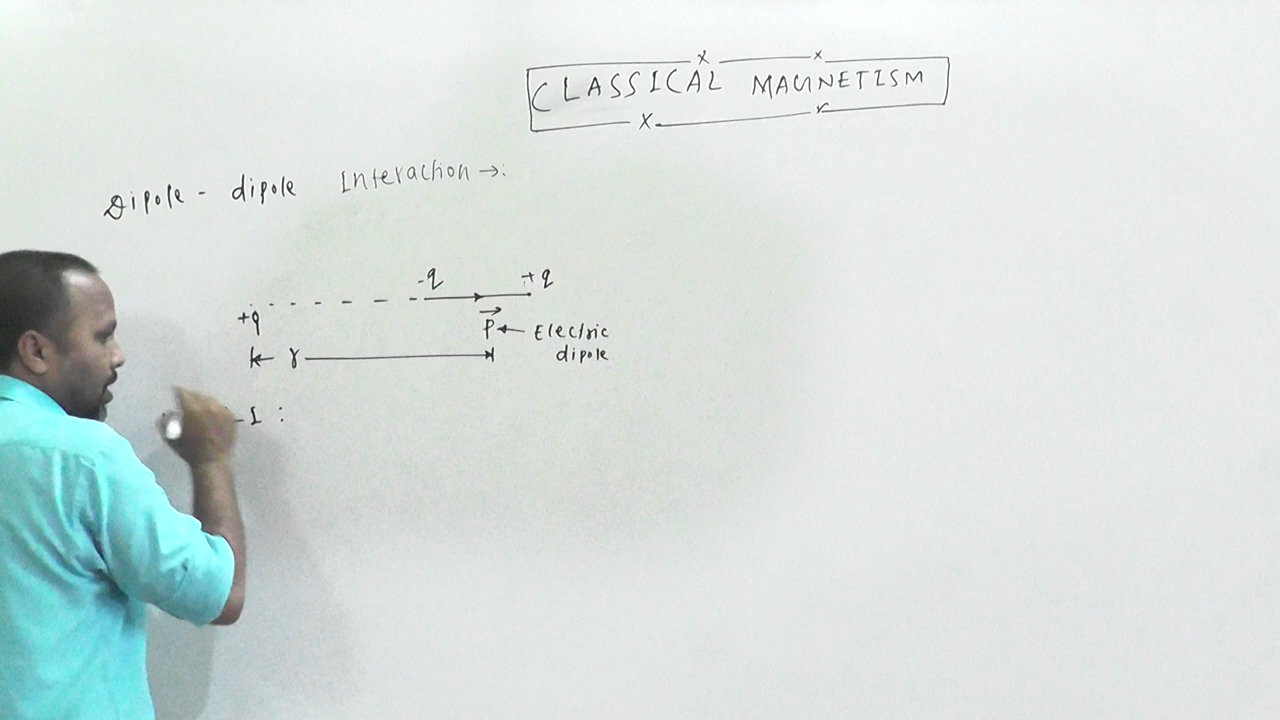 CLASSICAL MAGNETISM
Dipole - dipole Interaction →:
-q +q
+q
P ← Electric
dipole
r
- I :